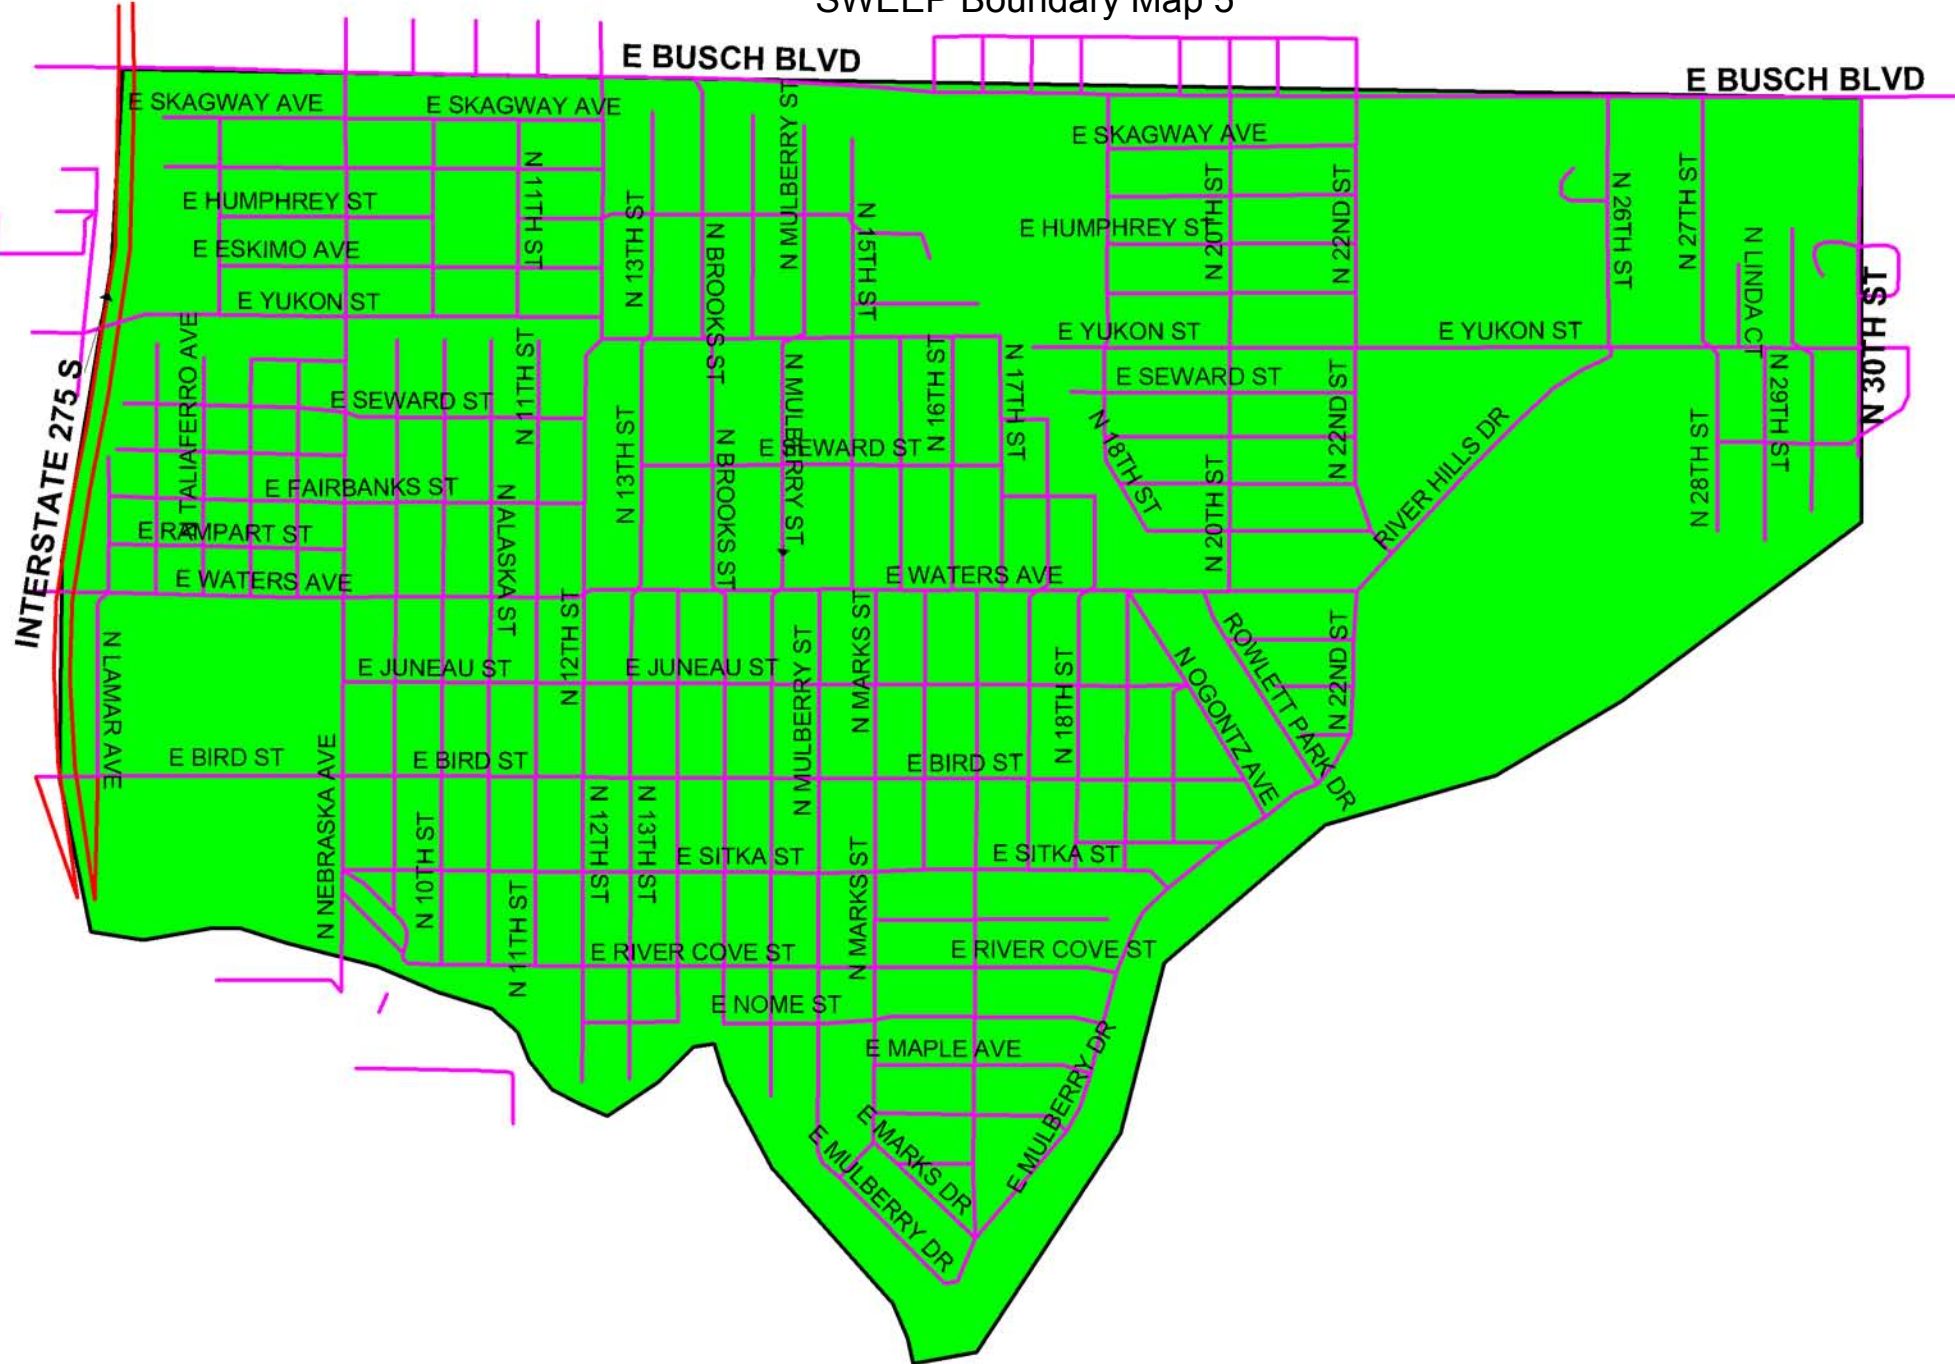 SWEEP Boundary Map 5
E BUSCH BLVD
E BUSCH BLVD
E SKAGWAY AVE
E SKAGWAY AVE
E SKAGWAY AVE
N 11TH ST
N 13TH ST
N MULBERRY ST
N BROOKS ST
N 15TH ST
N 20TH ST
N 22ND ST
N 26TH ST
N 27TH ST
N LINDA CT
N 30TH ST
E HUMPHREY ST
E HUMPHREY ST
E ESKIMO AVE
E YUKON ST
E YUKON ST
E YUKON ST
INTERSTATE 275 S
N TALIAFERRO AVE
N 11TH ST
E SEWARD ST
E SEWARD ST
E SEWARD ST
N 13TH ST
N BROOKS ST
N MULBERRY ST
N 16TH ST
N 17TH ST
N 18TH ST
N 20TH ST
N 22ND ST
RIVER HILLS DR
N 28TH ST
N 29TH ST
E FAIRBANKS ST
E RAMPART ST
N ALASKA ST
E WATERS AVE
E WATERS AVE
N LAMAR AVE
N 12TH ST
E JUNEAU ST
E JUNEAU ST
N MULBERRY ST
N MARKS ST
N 18TH ST
N OGONTZ AVE
ROWLETT PARK DR
N 22ND ST
E BIRD ST
E BIRD ST
E BIRD ST
N NEBRASKA AVE
N 10TH ST
N 11TH ST
N 12TH ST
N 13TH ST
E SITKA ST
E SITKA ST
N MARKS ST
E RIVER COVE ST
E RIVER COVE ST
E NOME ST
E MAPLE AVE
E MULBERRY DR
E MARKS DR
E MULBERRY DR